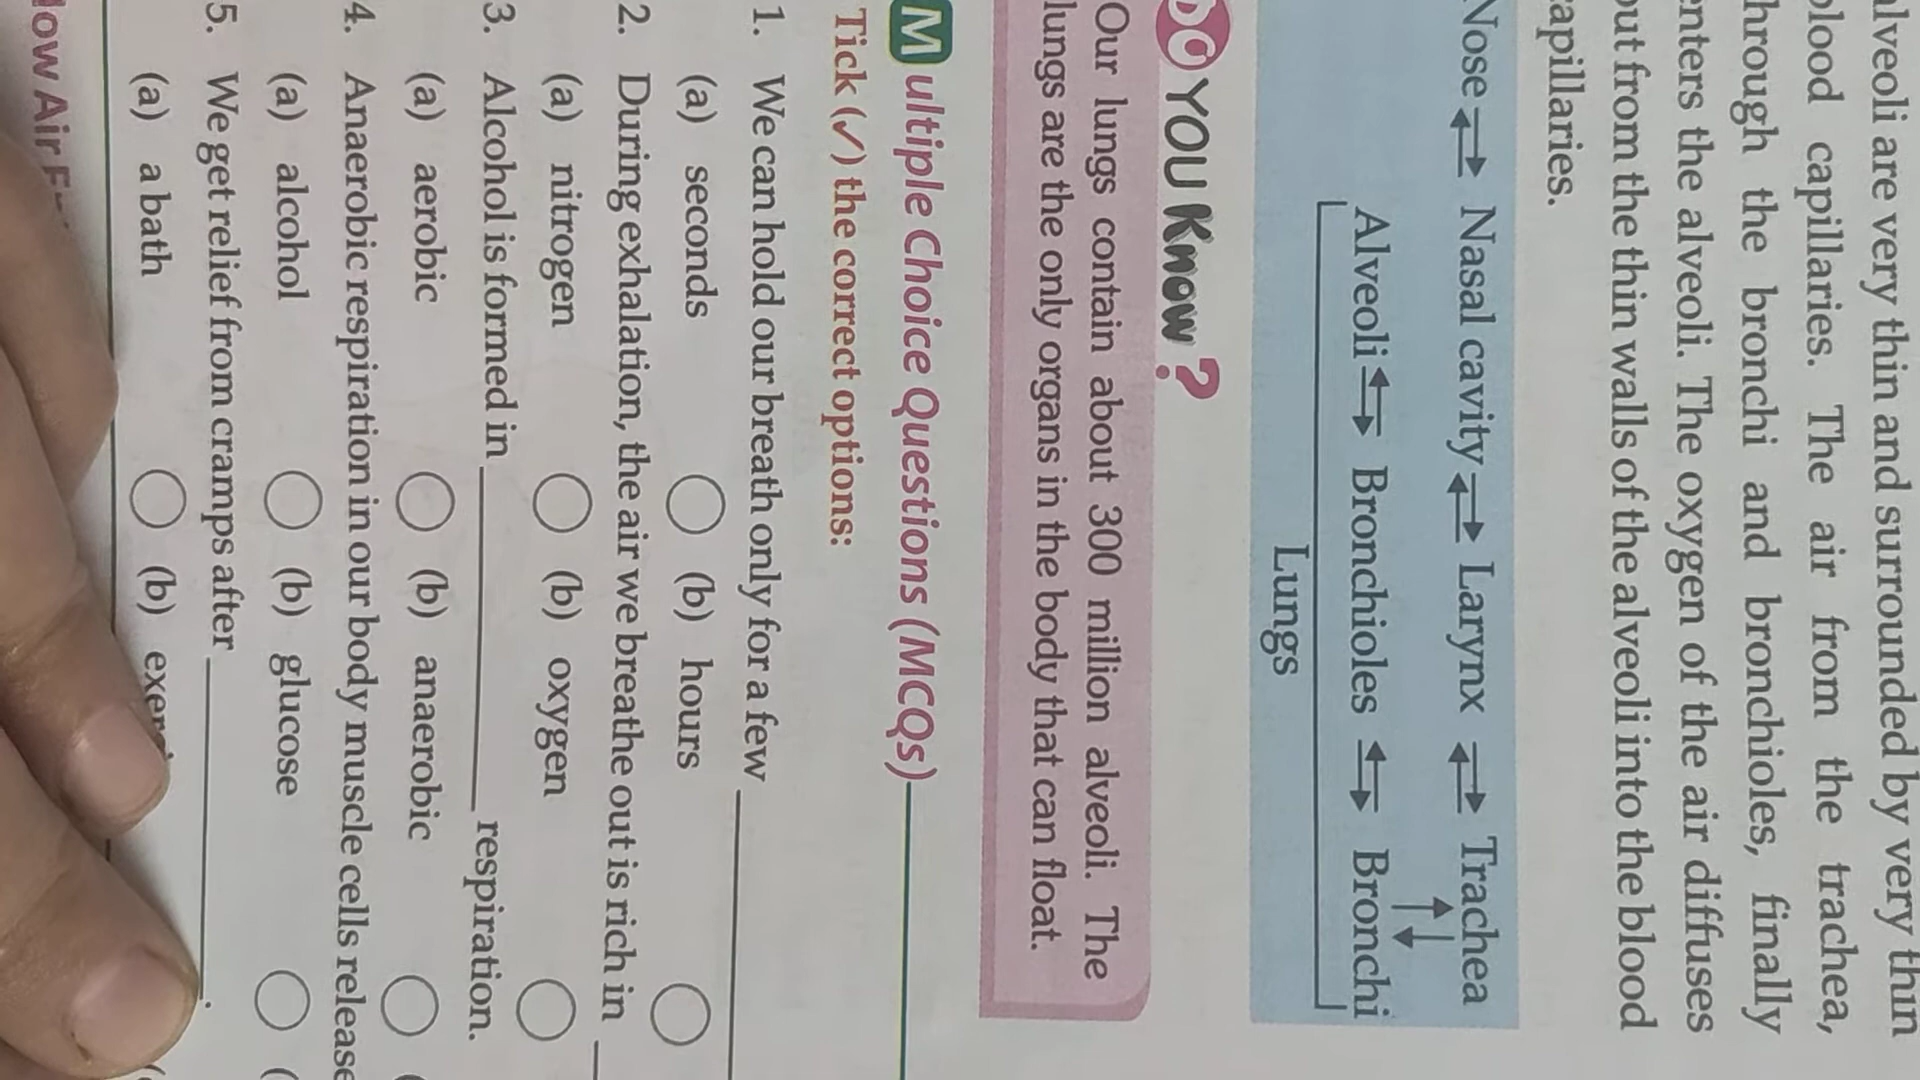 alveoli are very thin and surrounded by very thin
blood capillaries. The air from the trachea,
through the bronchi and bronchioles, finally
enters the alveoli. The oxygen of the air diffuses
out from the thin walls of the alveoli into the blood
capillaries.
Nose ⇄ Nasal cavity ⇄ Larynx ⇄ Trachea
Alveoli ⇄ Bronchioles ⇄ Bronchi
Lungs
YOU Know?
Our lungs contain about 300 million alveoli. The
lungs are the only organs in the body that can float.
Multiple Choice Questions (MCQs)
Tick (✓) the correct options:
1. We can hold our breath only for a few ________
(a) seconds ◯ (b) hours ◯
2. During exhalation, the air we breathe out is rich in __
(a) nitrogen ◯ (b) oxygen ◯
3. Alcohol is formed in ________ respiration.
(a) aerobic ◯ (b) anaerobic ◯
4. Anaerobic respiration in our body muscle cells release
(a) alcohol ◯ (b) glucose ◯
5. We get relief from cramps after ________.
(a) a bath ◯ (b)
Air